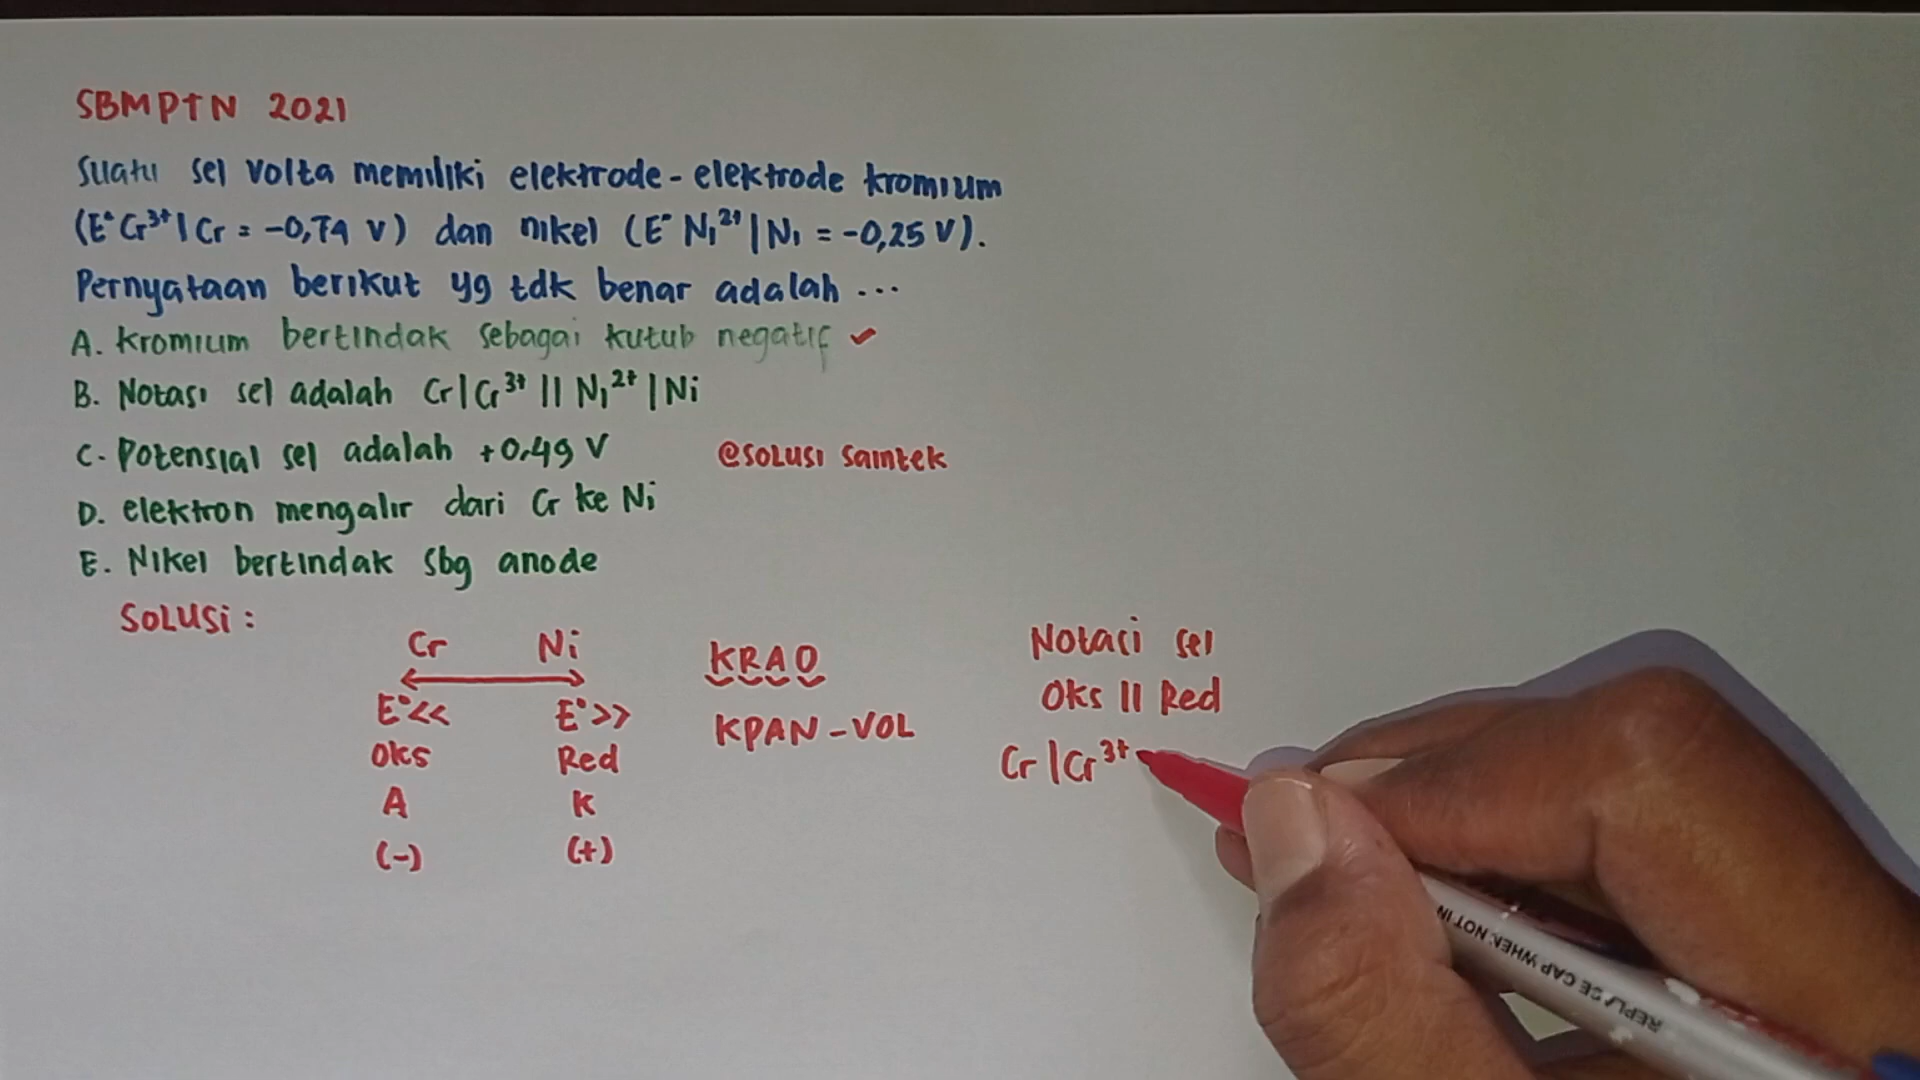 SBMPTN 2021
Suatu sel volta memiliki elektrode-elektrode kromium
(E° Cr³⁺|Cr = -0,74 V) dan nikel (E° Ni²⁺|Ni = -0,25 V).
Pernyataan berikut yg tdk benar adalah ...
A. Kromium bertindak sebagai kutub negatif ✓
B. Notasi sel adalah Cr|Cr³⁺ || Ni²⁺|Ni
C. Potensial sel adalah +0,49 V
@SOLUSI Saintek
D. elektron mengalir dari Cr ke Ni
E. Nikel bertindak sbg anode
SOLUSI :
Cr Ni
E°<< E°>>
Oks Red
A K
(-) (+)
KRAO
KPAN-VOL
Notasi sel
Oks || Red
Cr|Cr³⁺
REPLACE CAP WHEN NOT IN